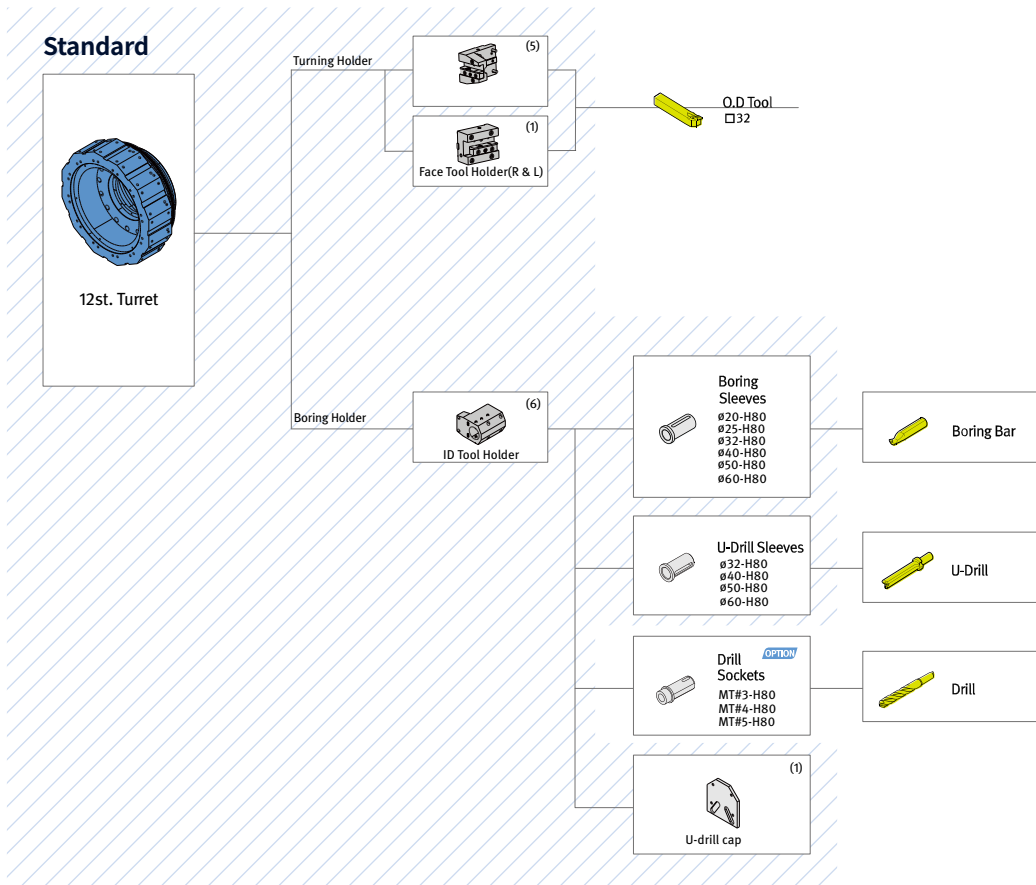 Standard
12st. Turret
Turning Holder
(5)
(1)
Face Tool Holder(R & L)
O.D Tool
□32
Boring Holder
(6)
ID Tool Holder
Boring
Sleeves
ø20-H80
ø25-H80
ø32-H80
ø40-H80
ø50-H80
ø60-H80
Boring Bar
U-Drill Sleeves
ø32-H80
ø40-H80
ø50-H80
ø60-H80
U-Drill
Drill
Sockets
OPTION
MT#3-H80
MT#4-H80
MT#5-H80
Drill
(1)
U-drill cap